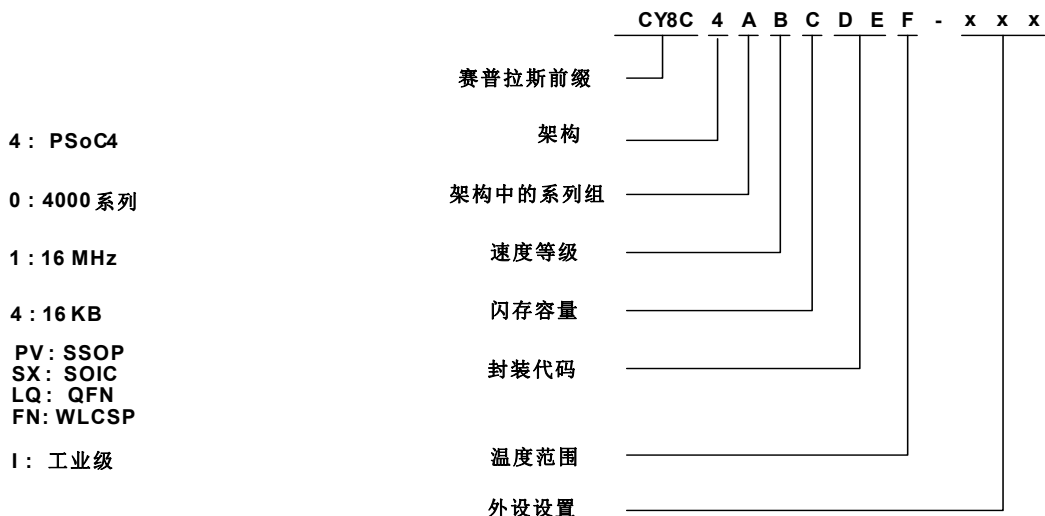 CY8C 4 A B C D E F - x x x
赛普拉斯前缀
4 : PSoC4 架构
0 : 4000 系列 架构中的系列组
1 : 16 MHz 速度等级
4 : 16 KB 闪存容量
PV : SSOP
SX : SOIC
LQ : QFN
FN: WLCSP
封装代码
I : 工业级 温度范围
外设设置